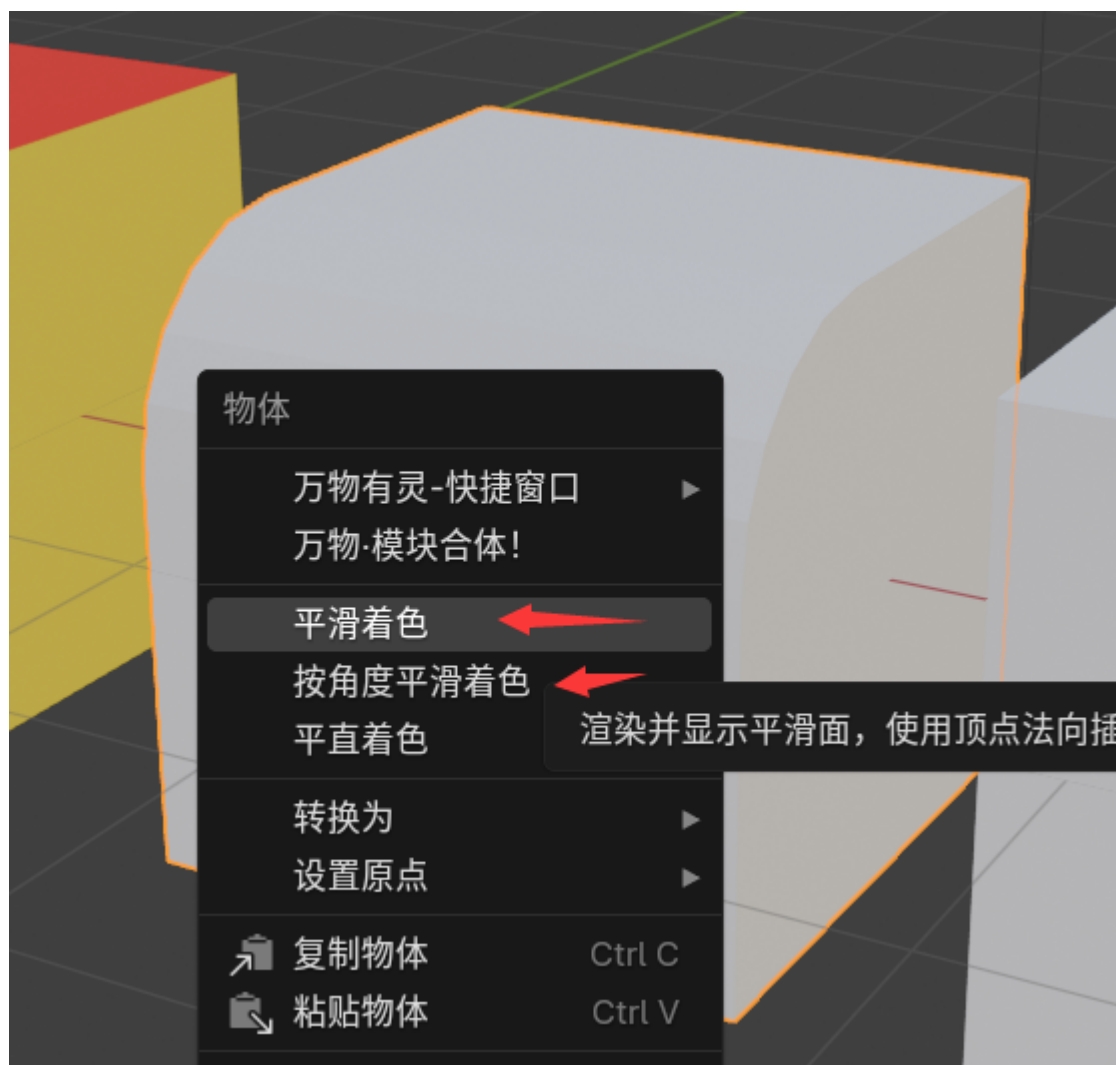 物体
万物有灵-快捷窗口
万物·模块合体！
平滑着色
按角度平滑着色
渲染并显示平滑面，使用顶点法向插
平直着色
转换为
设置原点
复制物体 Ctrl C
粘贴物体 Ctrl V